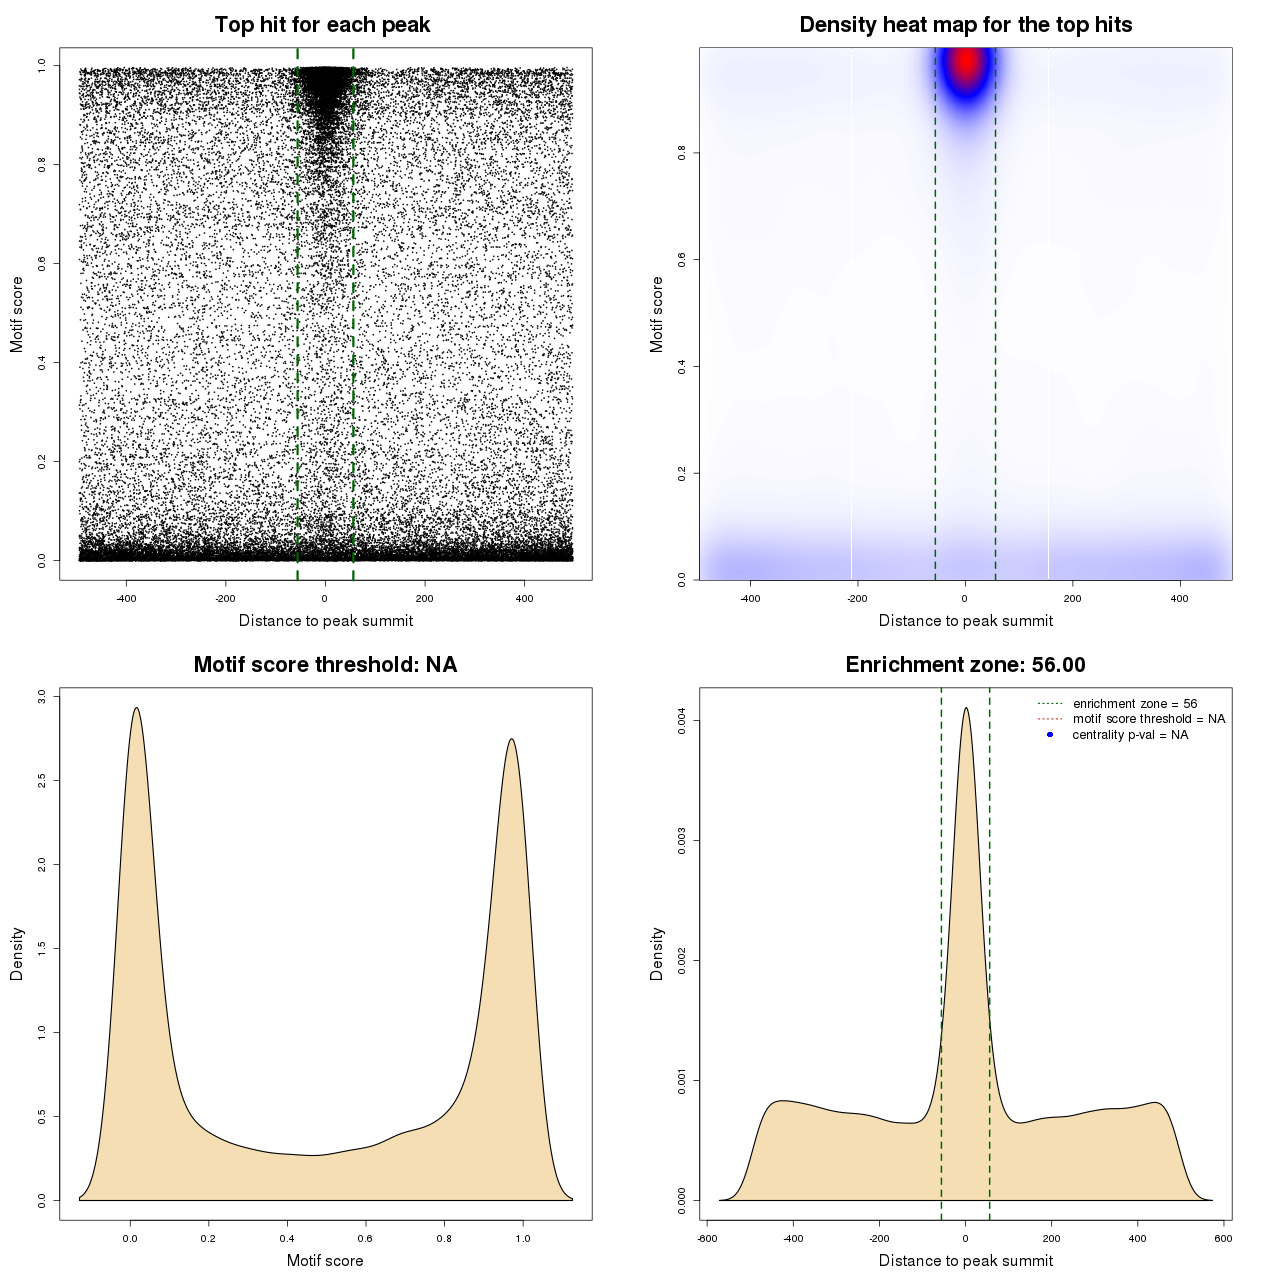 Top hit for each peak
Motif score
1.0
0.8
0.6
0.4
0.2
0.0
-400 -200 0 200 400
Distance to peak summit
Density heat map for the top hits
Motif score
0.8
0.6
0.4
0.2
0.0
-400 -200 0 200 400
Distance to peak summit
Motif score threshold: NA
Density
3.0
2.5
2.0
1.5
1.0
0.5
0.0
0.0 0.2 0.4 0.6 0.8 1.0
Motif score
Enrichment zone: 56.00
enrichment zone = 56
motif score threshold = NA
centrality p-val = NA
Density
0.004
0.003
0.002
0.001
0.000
-600 -400 -200 0 200 400 600
Distance to peak summit